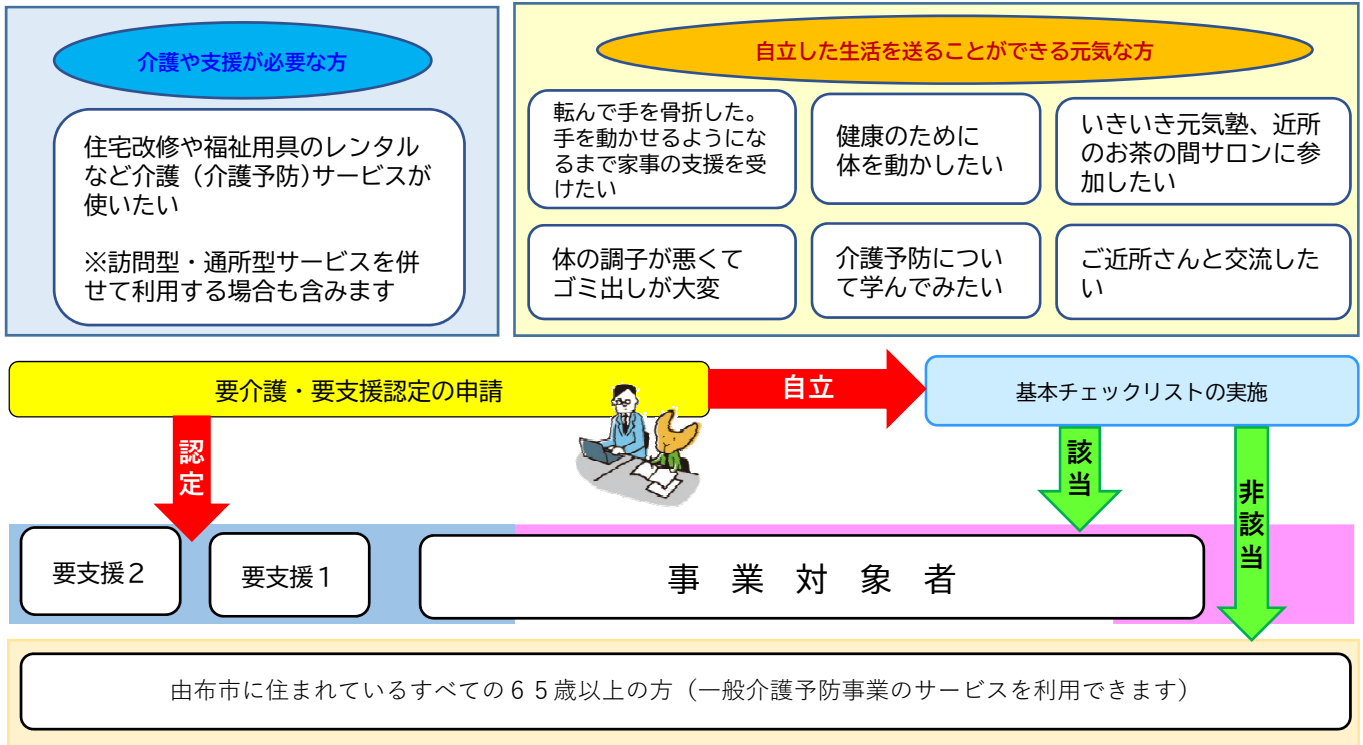 介護や支援が必要な方
住宅改修や福祉用具のレンタル
など介護（介護予防)サービスが
使いたい
※訪問型・通所型サービスを併
せて利用する場合も含みます
自立した生活を送ることができる元気な方
転んで手を骨折した。
手を動かせるようにな
るまで家事の支援を受
けたい
健康のために
体を動かしたい
いきいき元気塾、近所
のお茶の間サロンに参
加したい
体の調子が悪くて
ゴミ出しが大変
介護予防につい
て学んでみたい
ご近所さんと交流した
い
要介護・要支援認定の申請
自立
基本チェックリストの実施
認定
該当
非該当
要支援２
要支援１
事業対象者
由布市に住まれているすべての６５歳以上の方（一般介護予防事業のサービスを利用できます）